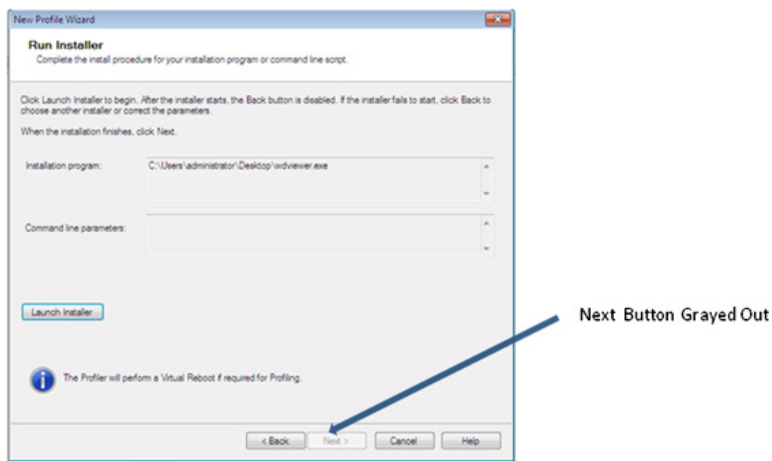 New Profile Wizard
Run Installer
Complete the install procedure for your installation program or command line script.
Click Launch Installer to begin. After the installer starts, the Back button is disabled. If the installer fails to start, click Back to
choose another installer or correct the parameters.
When the installation finishes, click Next.
Installation program:
C:\Users\administrator\Desktop\wdviewer.exe
Command line parameters:
Launch Installer
Next Button Grayed Out
The Profiler will perform a Virtual Reboot if required for Profiling.
< Back
Next >
Cancel
Help